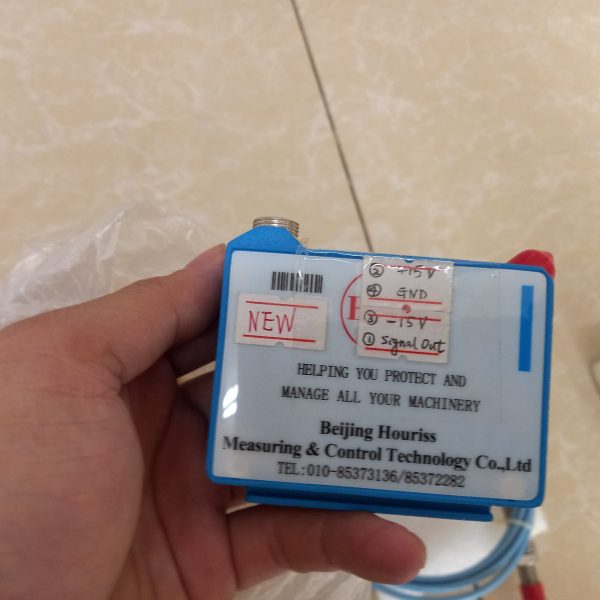 ② +15V
④ GND
③ -15V
① Signal Out
NEW
HELPING YOU PROTECT AND
MANAGE ALL YOUR MACHINERY
Beijing Houriss
Measuring & Control Technology Co.,Ltd
TEL:010-85373136/85372282